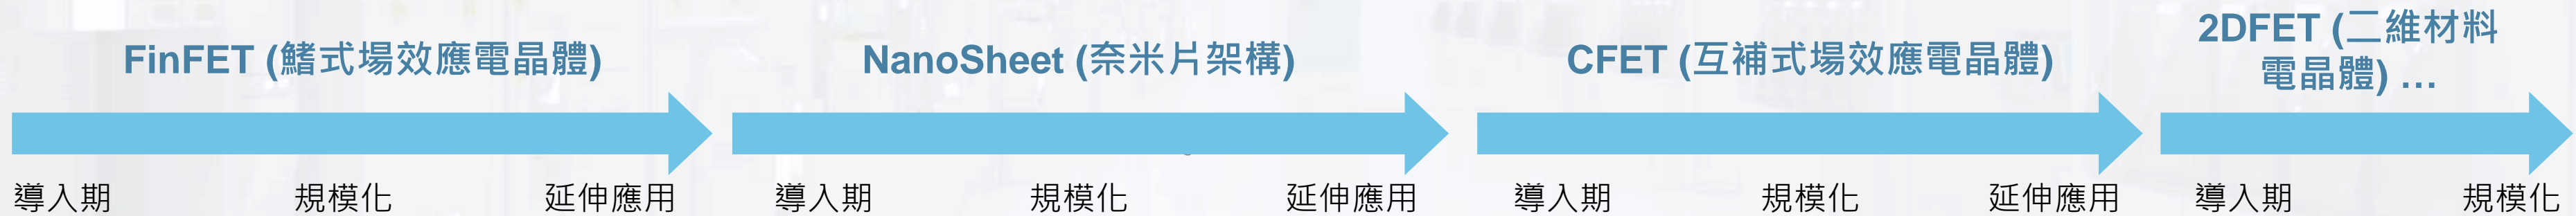 FinFET (鰭式場效應電晶體)
NanoSheet (奈米片架構)
CFET (互補式場效應電晶體)
2DFET (二維材料
電晶體) ...
導入期 規模化 延伸應用 導入期 規模化 延伸應用 導入期 規模化 延伸應用 導入期 規模化